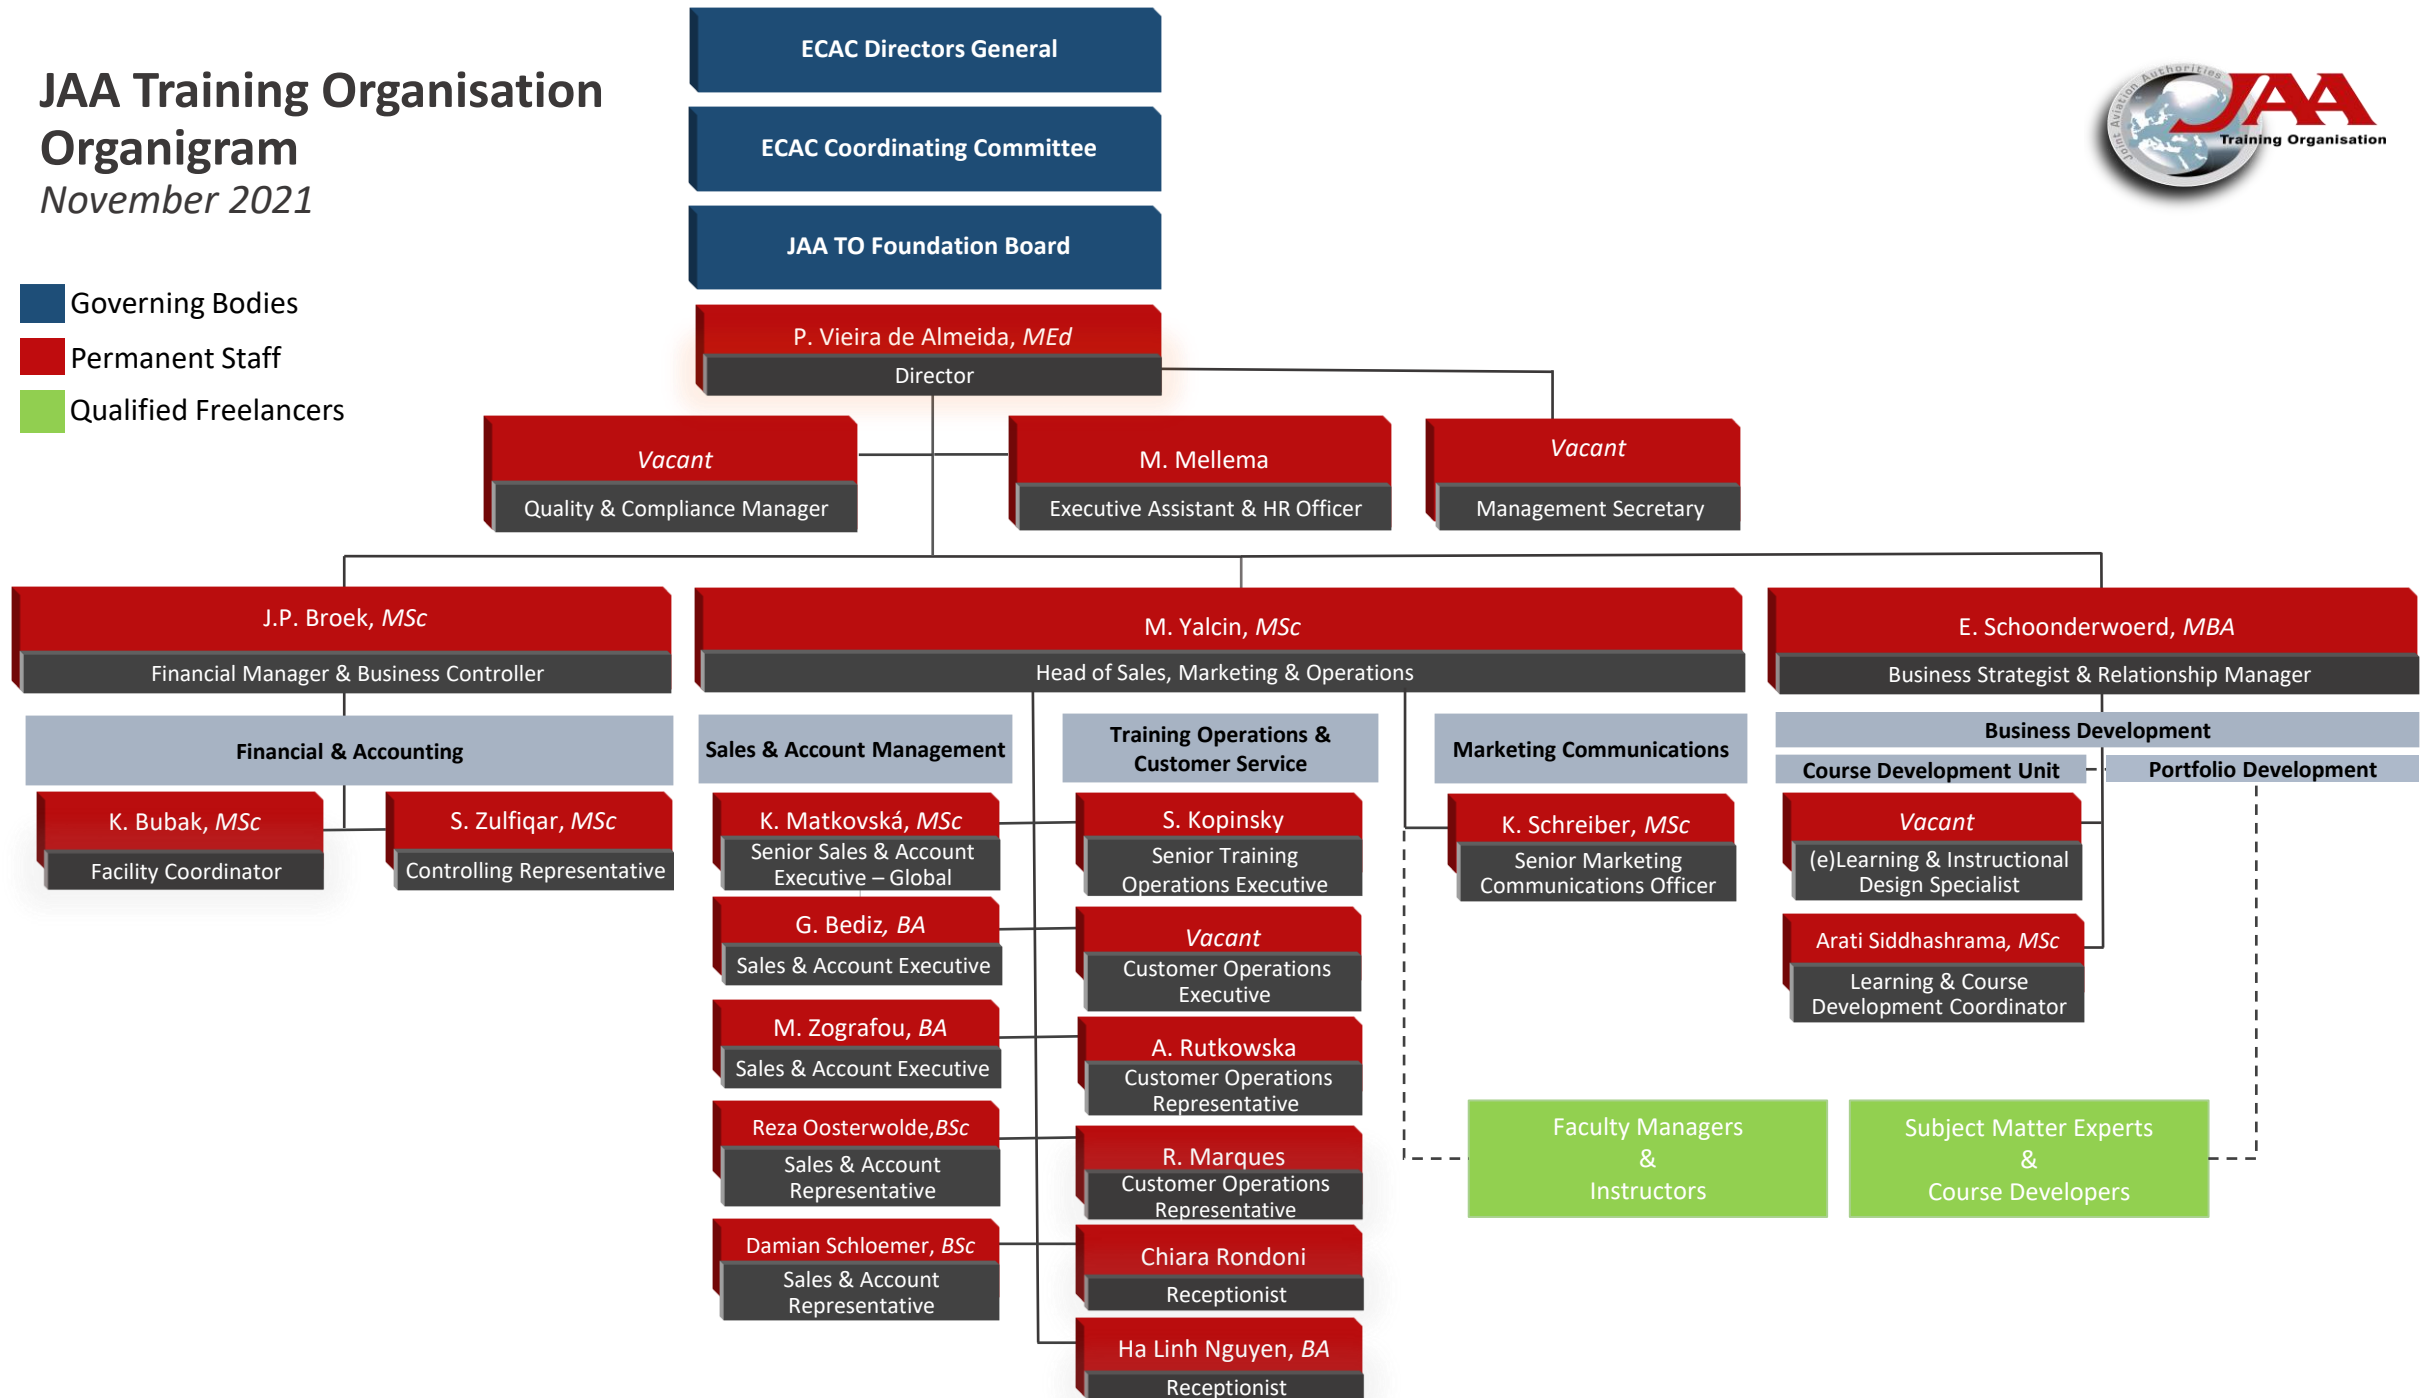 JAA Training Organisation
Organigram
November 2021
Governing Bodies
Permanent Staff
Qualified Freelancers
Joint Aviation Authorities
JAA
Training Organisation
ECAC Directors General
ECAC Coordinating Committee
JAA TO Foundation Board
P. Vieira de Almeida, MEd
Director
Vacant
Quality & Compliance Manager
M. Mellema
Executive Assistant & HR Officer
Vacant
Management Secretary
J.P. Broek, MSc
Financial Manager & Business Controller
M. Yalcin, MSc
Head of Sales, Marketing & Operations
E. Schoonderwoerd, MBA
Business Strategist & Relationship Manager
Financial & Accounting
K. Bubak, MSc
Facility Coordinator
S. Zulfiqar, MSc
Controlling Representative
Sales & Account Management
K. Matkovská, MSc
Senior Sales & Account
Executive – Global
G. Bediz, BA
Sales & Account Executive
M. Zografou, BA
Sales & Account Executive
Reza Oosterwolde,BSc
Sales & Account
Representative
Damian Schloemer, BSc
Sales & Account
Representative
Training Operations &
Customer Service
S. Kopinsky
Senior Training
Operations Executive
Vacant
Customer Operations
Executive
A. Rutkowska
Customer Operations
Representative
R. Marques
Customer Operations
Representative
Chiara Rondoni
Receptionist
Ha Linh Nguyen, BA
Receptionist
Marketing Communications
K. Schreiber, MSc
Senior Marketing
Communications Officer
Business Development
Course Development Unit
Portfolio Development
Vacant
(e)Learning & Instructional
Design Specialist
Arati Siddhashrama, MSc
Learning & Course
Development Coordinator
Faculty Managers
&
Instructors
Subject Matter Experts
&
Course Developers